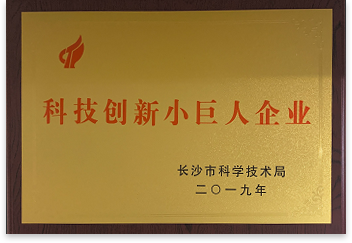 科技创新小巨人企业
长沙市科学技术局
二〇一九年